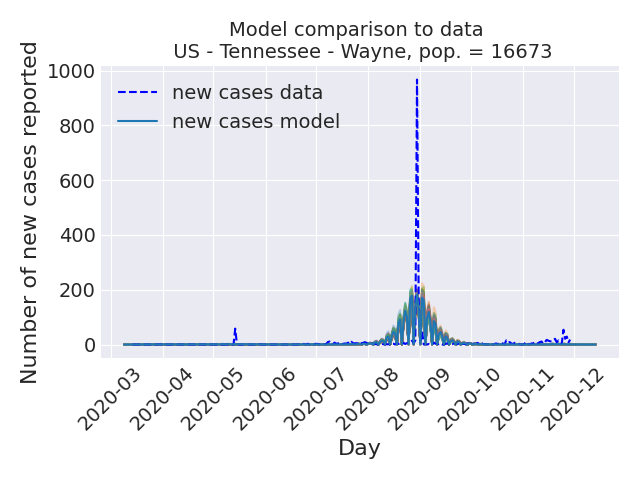 Model comparison to data
US - Tennessee - Wayne, pop. = 16673
Number of new cases reported
1000
800
600
400
200
0
new cases data
new cases model
2020-03
2020-04
2020-05
2020-06
2020-07
2020-08
2020-09
2020-10
2020-11
2020-12
Day